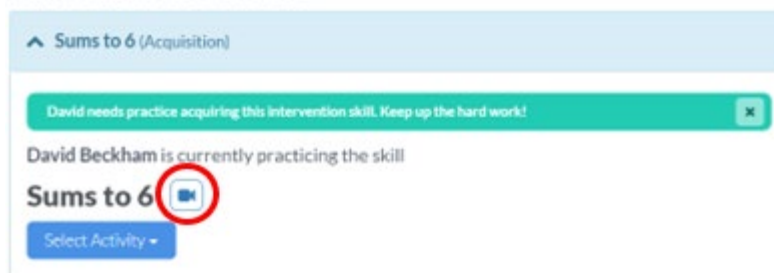 Sums to 6 (Acquisition)
David needs practice acquiring this intervention skill. Keep up the hard work!
David Beckham is currently practicing the skill
Sums to 6
Select Activity